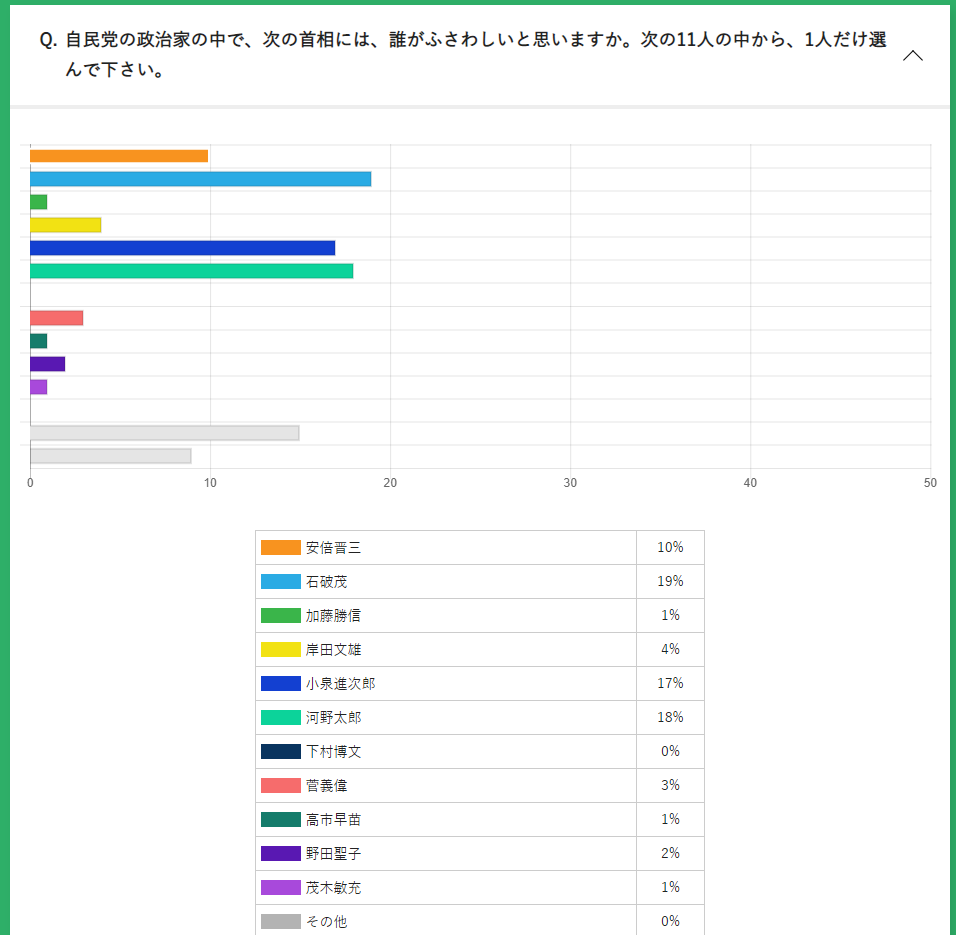 Q. 自民党の政治家の中で、次の首相には、誰がふさわしいと思いますか。次の11人の中から、1人だけ選
んで下さい。
0 10 20 30 40 50
安倍晋三 10%
石破茂 19%
加藤勝信 1%
岸田文雄 4%
小泉進次郎 17%
河野太郎 18%
下村博文 0%
菅義偉 3%
高市早苗 1%
野田聖子 2%
茂木敏充 1%
その他 0%